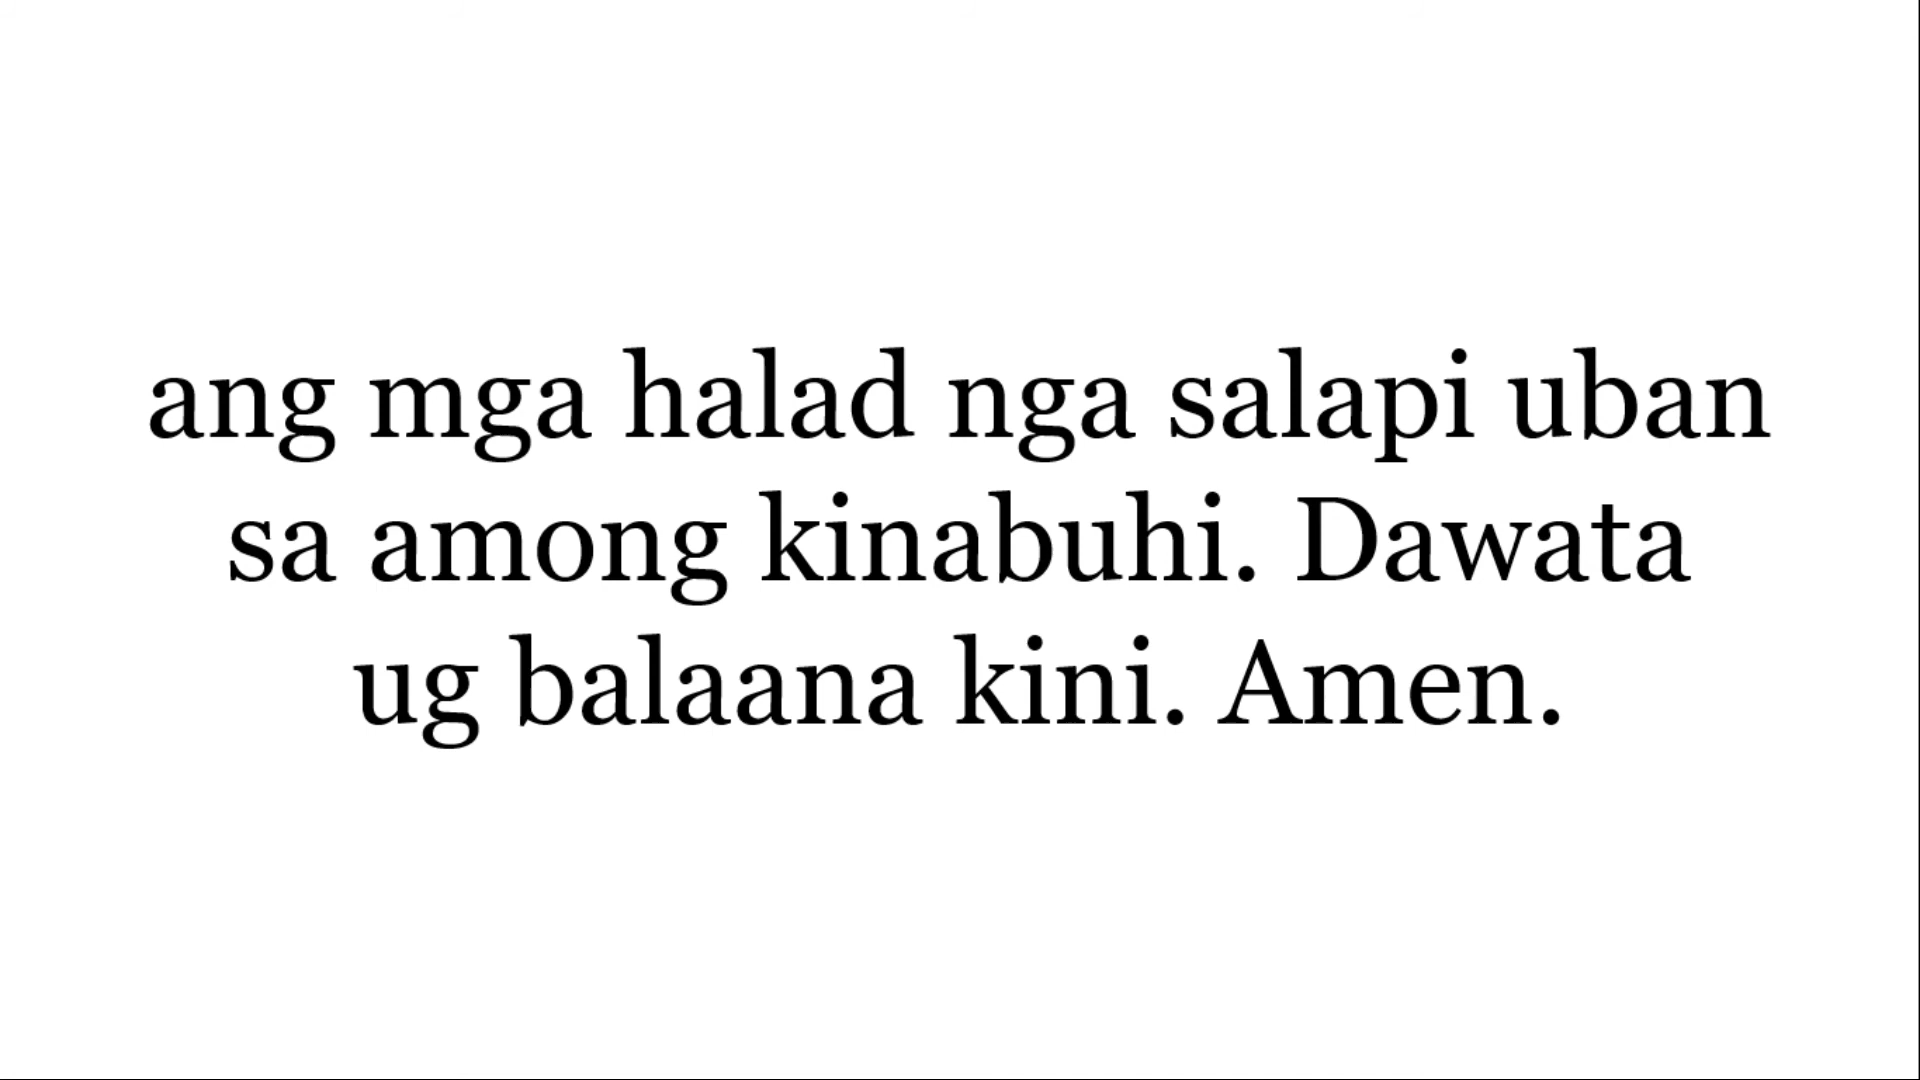 ang mga halad nga salapi uban
sa among kinabuhi. Dawata
ug balaana kini. Amen.